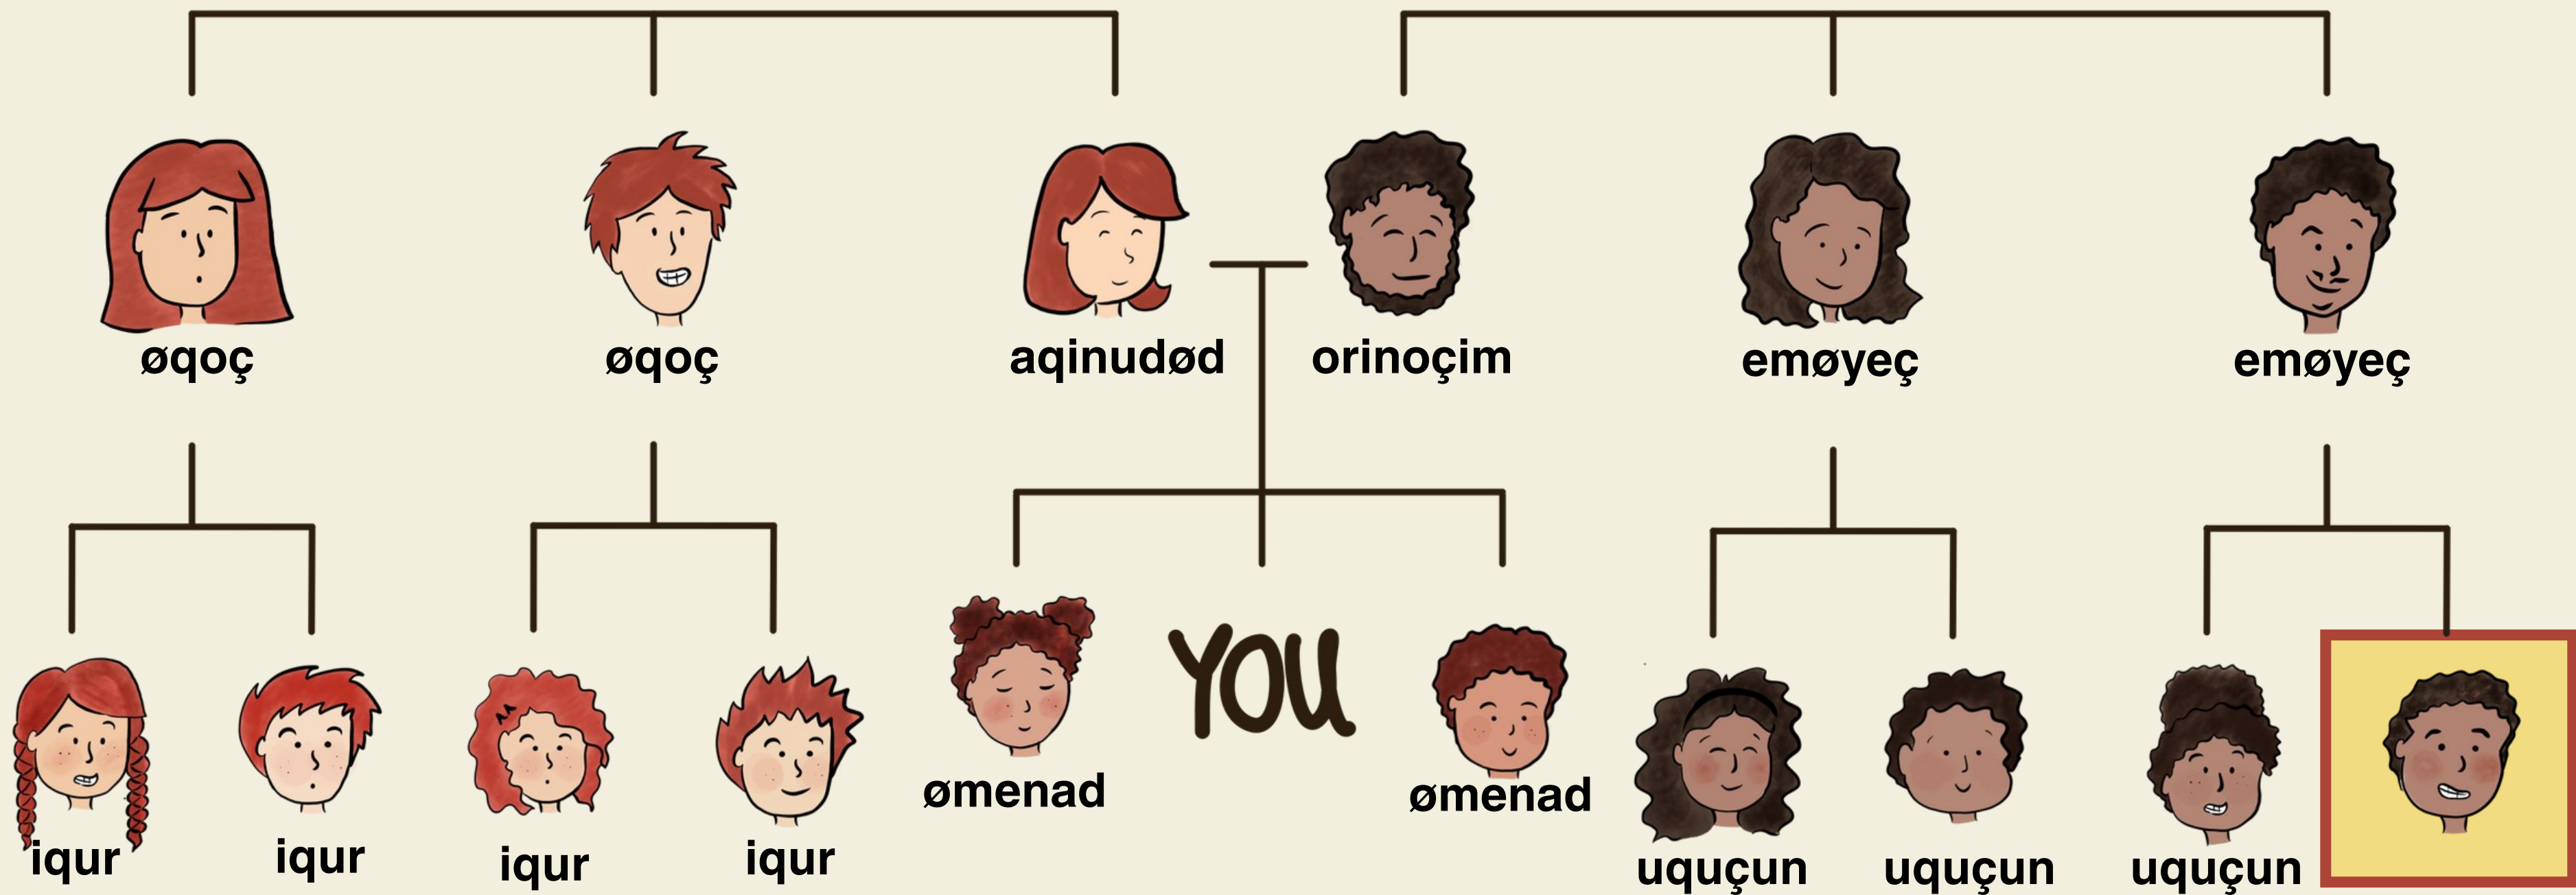 øqoç
øqoç
aqinudød
orinoçim
emøyeç
emøyeç
iqur
iqur
iqur
iqur
ømenad
YOU
ømenad
uquçun
uquçun
uquçun